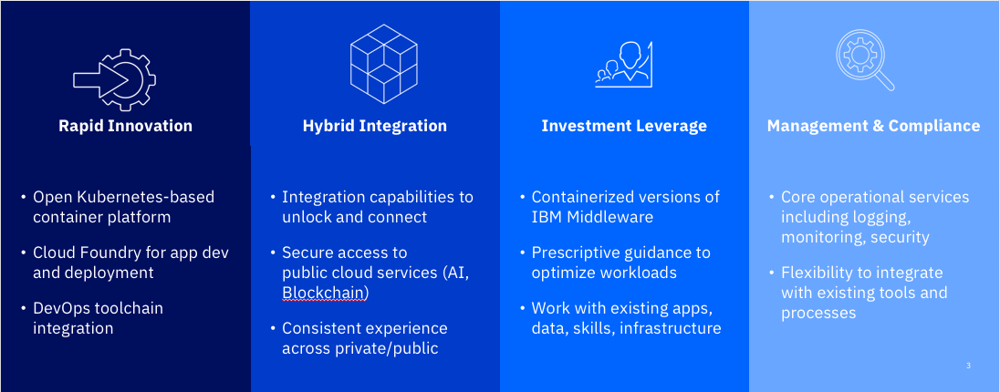 Rapid Innovation
• Open Kubernetes-based
container platform
• Cloud Foundry for app dev
and deployment
• DevOps toolchain
integration
Hybrid Integration
• Integration capabilities to
unlock and connect
• Secure access to
public cloud services (AI,
Blockchain)
• Consistent experience
across private/public
Investment Leverage
• Containerized versions of
IBM Middleware
• Prescriptive guidance to
optimize workloads
• Work with existing apps,
data, skills, infrastructure
Management & Compliance
• Core operational services
including logging,
monitoring, security
• Flexibility to integrate
with existing tools and
processes
3